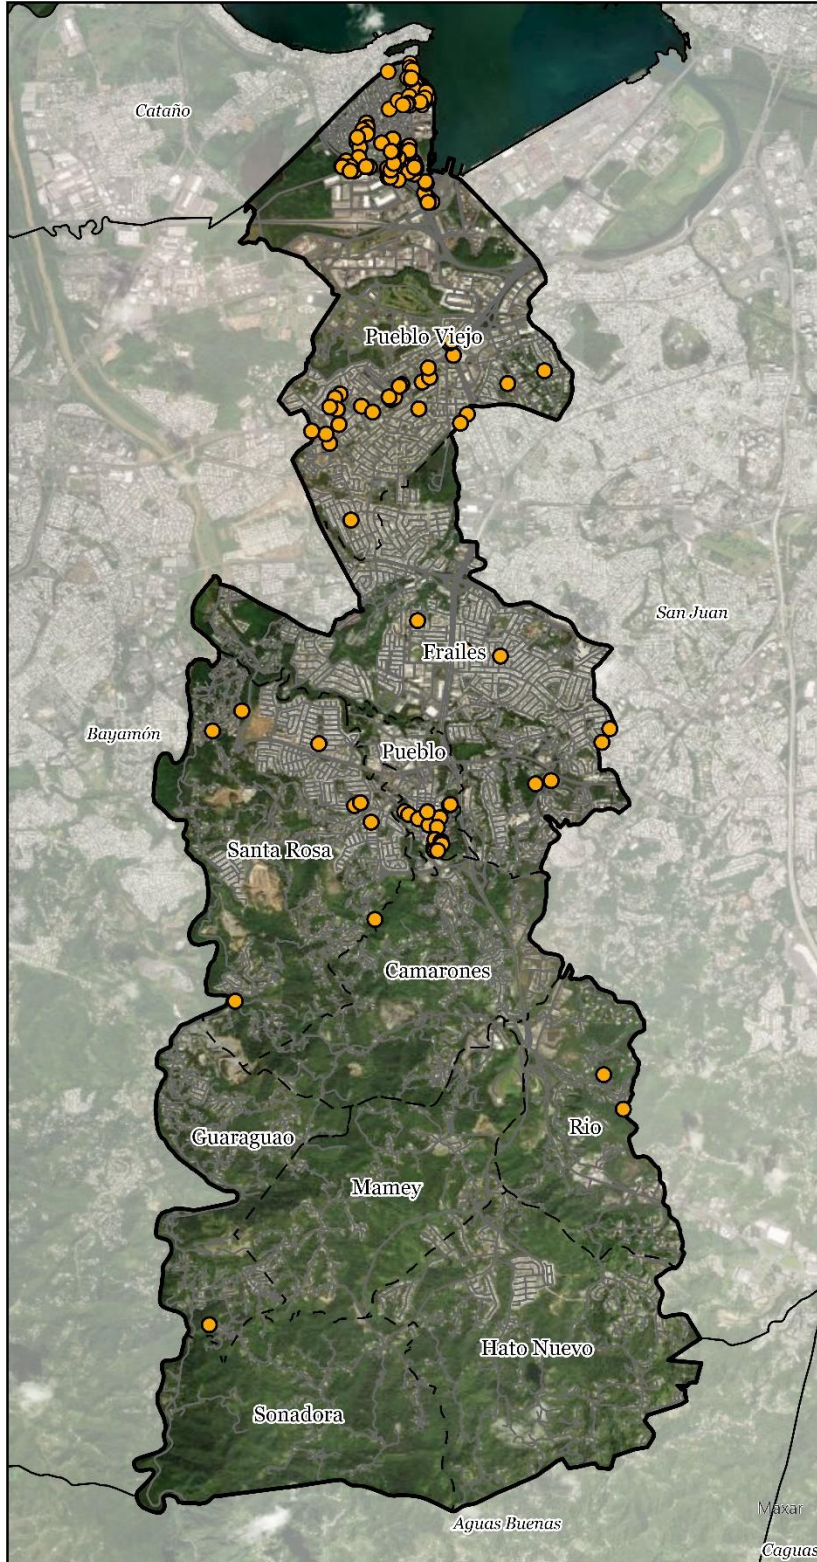 Cataño
Pueblo Viejo
San Juan
Frailes
Bayamón
Pueblo
Santa Rosa
Camarones
Rio
Guaraguao
Mamey
Hato Nuevo
Sonadora
Maxar
Aguas Buenas
Caguas